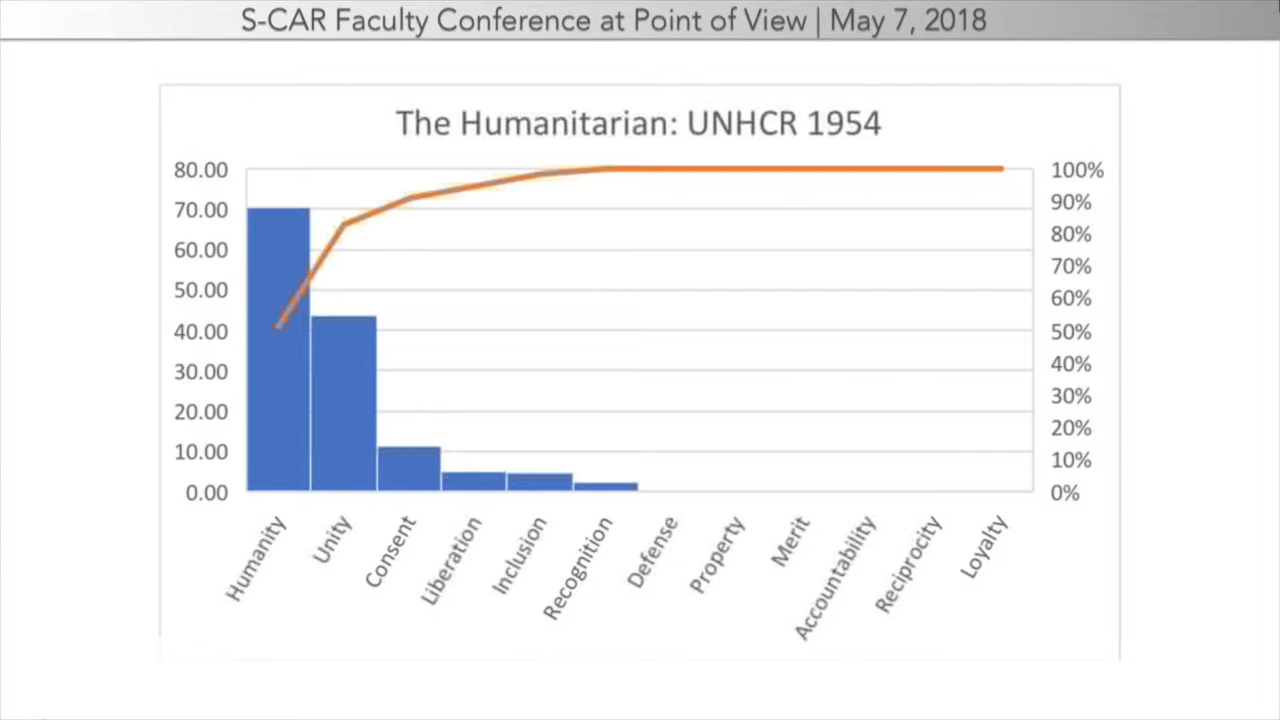 S-CAR Faculty Conference at Point of View | May 7, 2018
The Humanitarian: UNHCR 1954
80.00
70.00
60.00
50.00
40.00
30.00
20.00
10.00
0.00
100%
90%
80%
70%
60%
50%
40%
30%
20%
10%
0%
Humanity
Unity
Consent
Liberation
Inclusion
Recognition
Defense
Property
Merit
Accountability
Reciprocity
Loyalty